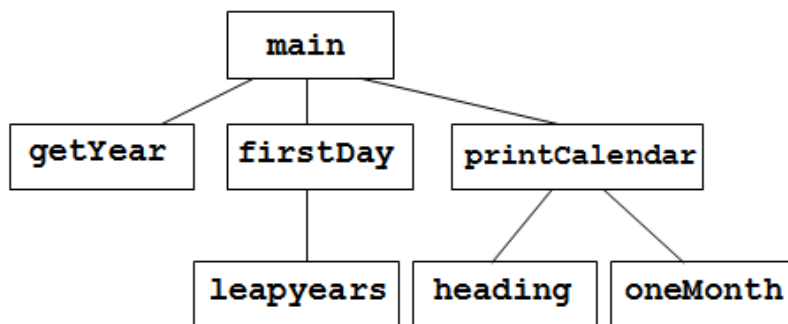 main
getYear
firstDay
printCalendar
leapyears
heading
oneMonth